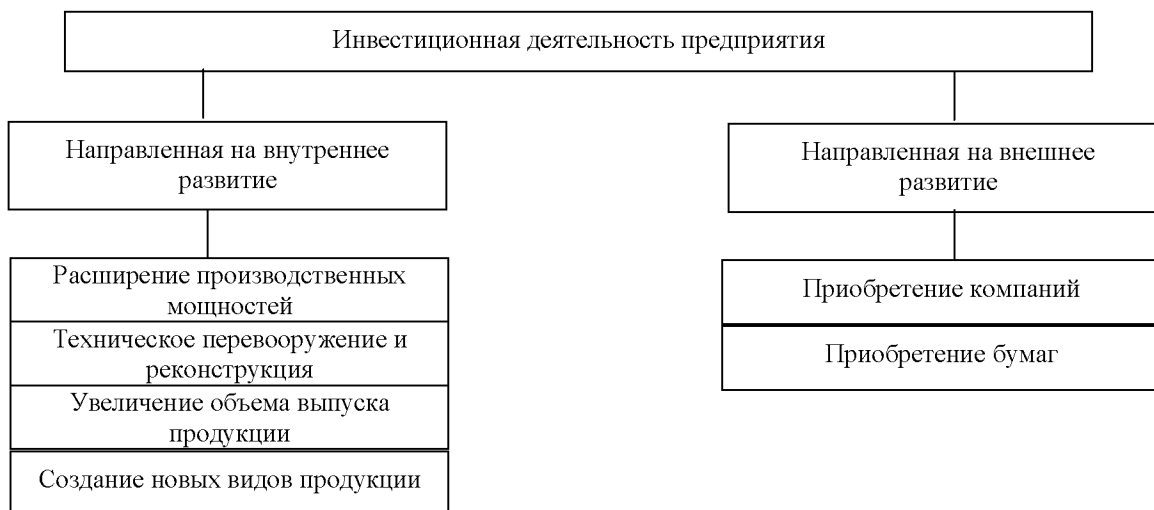 Инвестиционная деятельность предприятия
Направленная на внутреннее
развитие
Направленная на внешнее
развитие
Расширение производственных
мощностей
Техническое перевооружение и
реконструкция
Увеличение объема выпуска
продукции
Создание новых видов продукции
Приобретение компаний
Приобретение бумаг